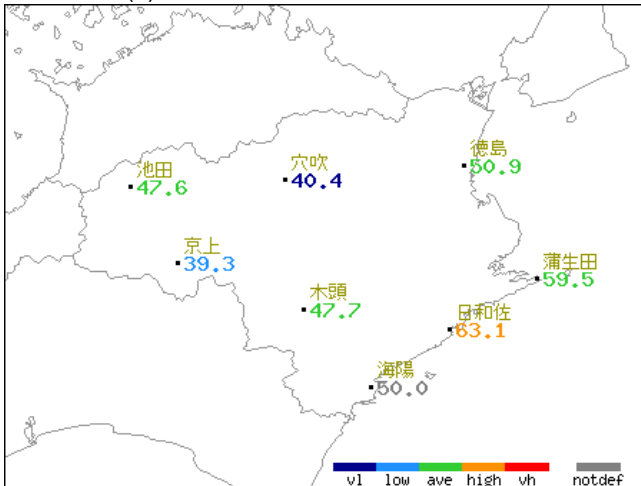 池田
47.6
穴吹
40.4
徳島
50.9
京上
39.3
木頭
47.7
蒲生田
59.5
日和佐
63.1
海陽
50.0
vl low ave high vh notdef